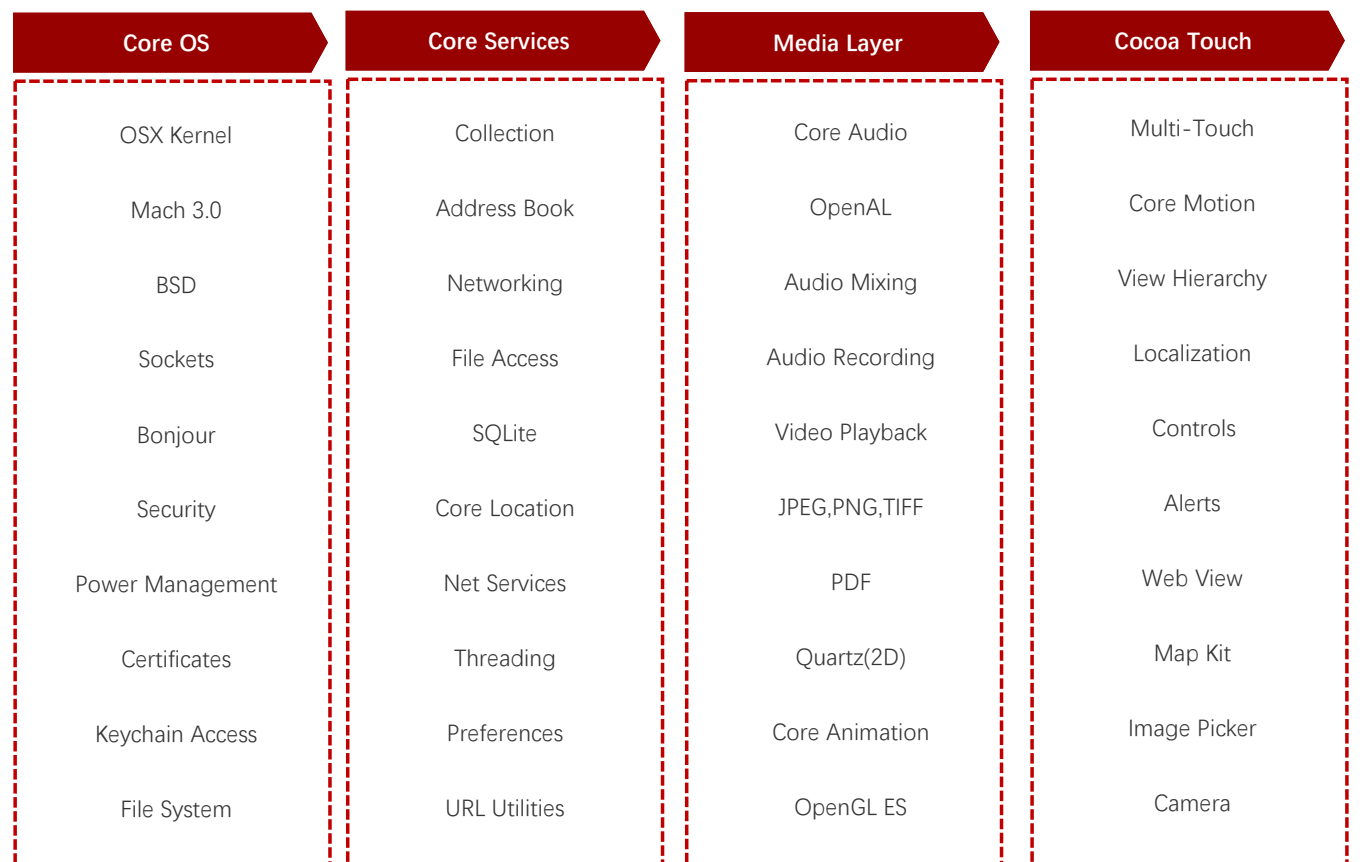 Core OS
OSX Kernel
Mach 3.0
BSD
Sockets
Bonjour
Security
Power Management
Certificates
Keychain Access
File System
Core Services
Collection
Address Book
Networking
File Access
SQLite
Core Location
Net Services
Threading
Preferences
URL Utilities
Media Layer
Core Audio
OpenAL
Audio Mixing
Audio Recording
Video Playback
JPEG,PNG,TIFF
PDF
Quartz(2D)
Core Animation
OpenGL ES
Cocoa Touch
Multi-Touch
Core Motion
View Hierarchy
Localization
Controls
Alerts
Web View
Map Kit
Image Picker
Camera